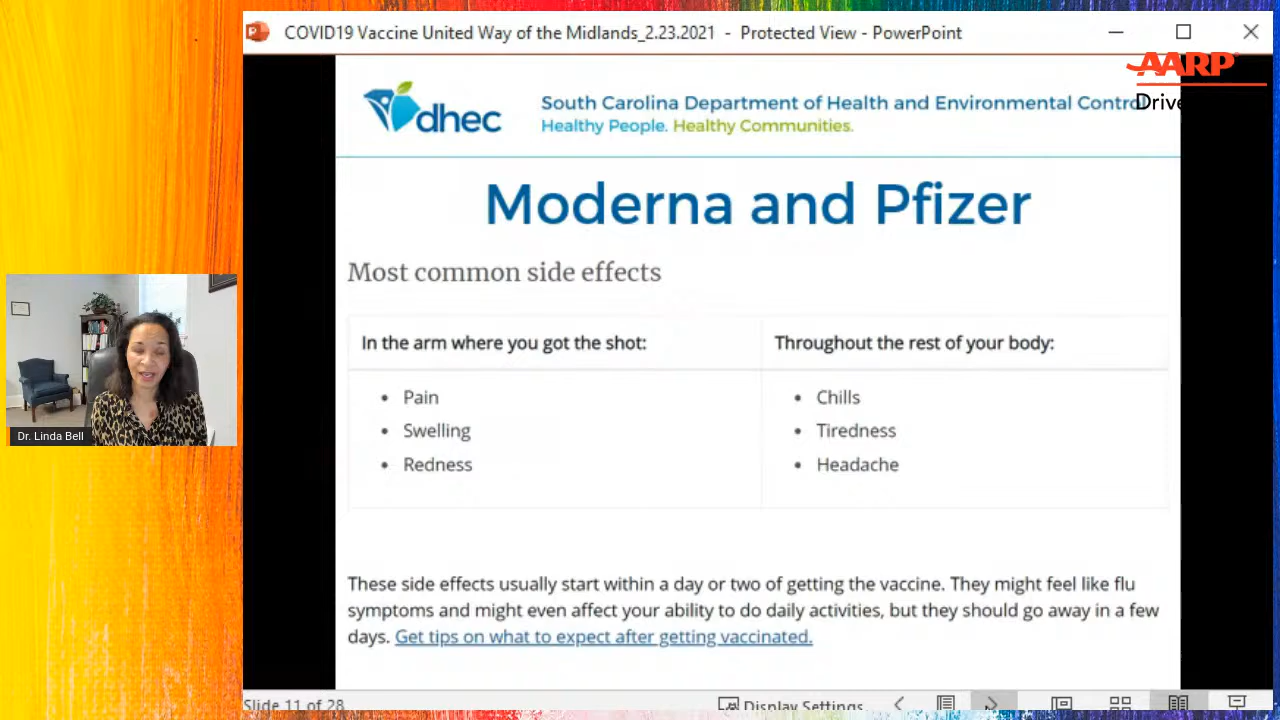 COVID19 Vaccine United Way of the Midlands_2.23.2021 - Protected View - PowerPoint
AARP
Drive
dhec
South Carolina Department of Health and Environmental Contro
Healthy People. Healthy Communities.
Moderna and Pfizer
Most common side effects
In the arm where you got the shot:
Throughout the rest of your body:
• Pain
• Swelling
• Redness
• Chills
• Tiredness
• Headache
Dr. Linda Bell
These side effects usually start within a day or two of getting the vaccine. They might feel like flu
symptoms and might even affect your ability to do daily activities, but they should go away in a few
days. Get tips on what to expect after getting vaccinated.
Slide 11 of 28
Display Settings